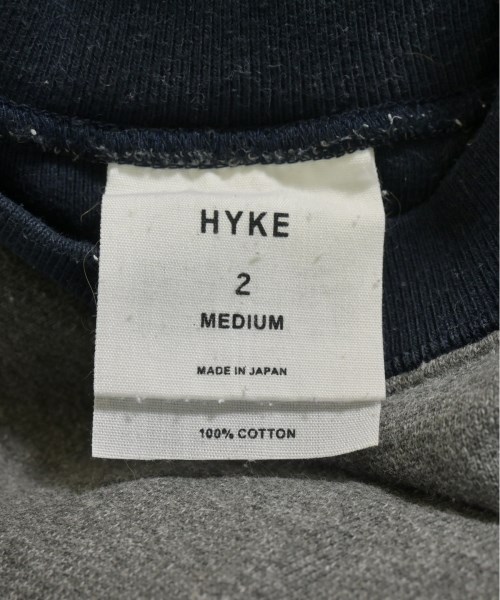 HYKE
2
MEDIUM
MADE IN JAPAN
100% COTTON